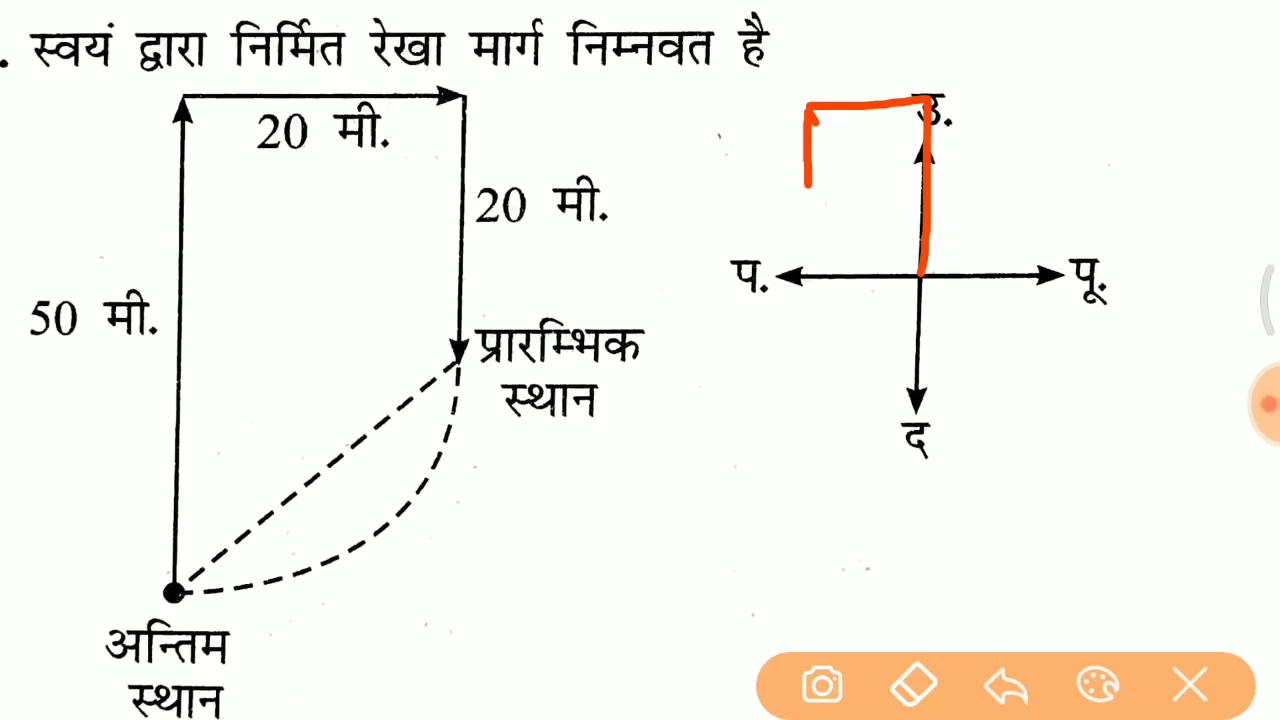 . स्वयं द्वारा निर्मित रेखा मार्ग निम्नवत है
20 मी.
20 मी.
50 मी.
प्रारम्भिक
स्थान
अन्तिम
स्थान
उ.
प.
पू.
द